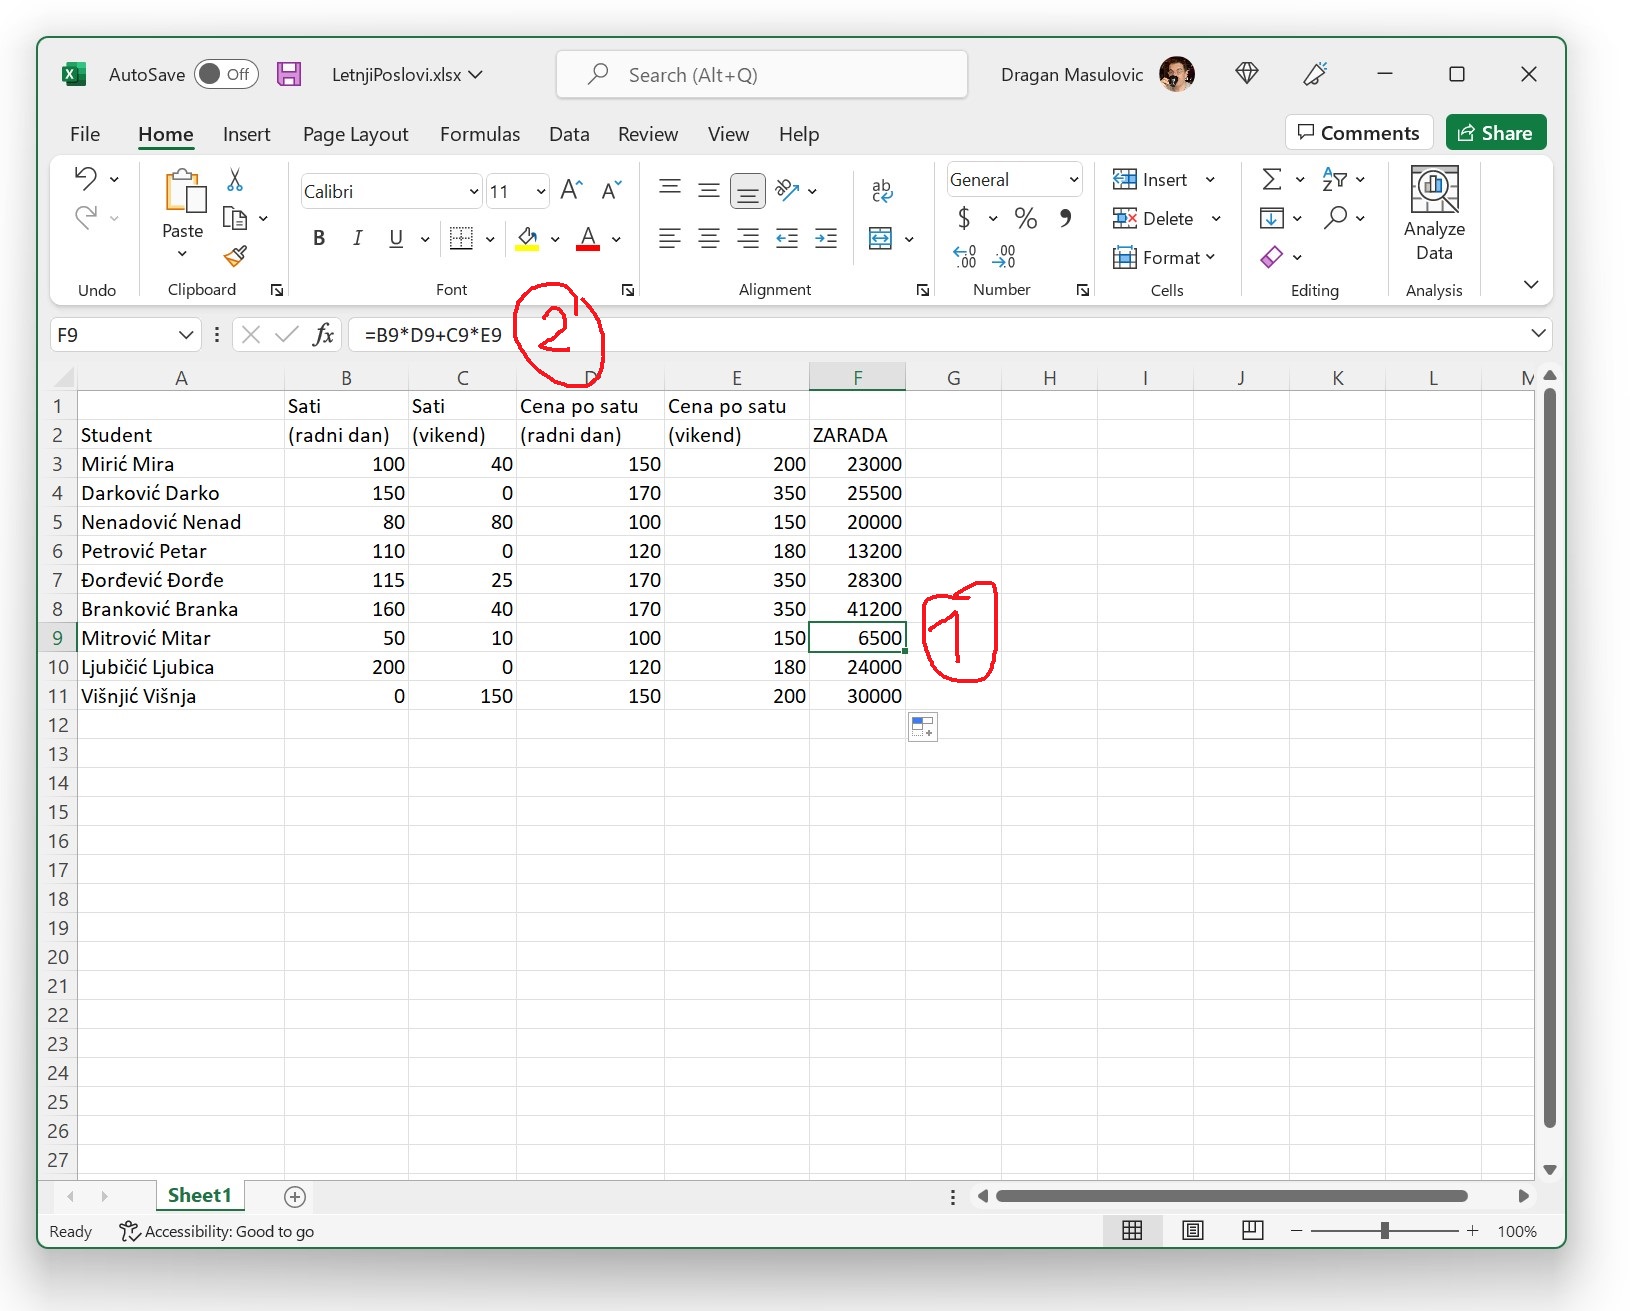 AutoSave Off LetnjiPoslovi.xlsx Search (Alt+Q) Dragan Masulovic
File Home Insert Page Layout Formulas Data Review View Help Comments Share
Calibri 11 A A ab c General Insert
Paste $ % , Delete Analyze Data
B I U A .00 .0 .00 .0 Format
Undo Clipboard Font Alignment Number Cells Editing Analysis
F9 fx =B9*D9+C9*E9 2
A B C D E F G H I J K L M
1 Sati Sati Cena po satu Cena po satu
2 Student (radni dan) (vikend) (radni dan) (vikend) ZARADA
3 Mirić Mira 100 40 150 200 23000
4 Darković Darko 150 0 170 350 25500
5 Nenadović Nenad 80 80 100 150 20000
6 Petrović Petar 110 0 120 180 13200
7 Đorđević Đorđe 115 25 170 350 28300
8 Branković Branka 160 40 170 350 41200
9 Mitrović Mitar 50 10 100 150 6500 1
10 Ljubičić Ljubica 200 0 120 180 24000
11 Višnjić Višnja 0 150 150 200 30000
12
13
14
15
16
17
18
19
20
21
22
23
24
25
26
27
Sheet1
Ready Accessibility: Good to go 100%